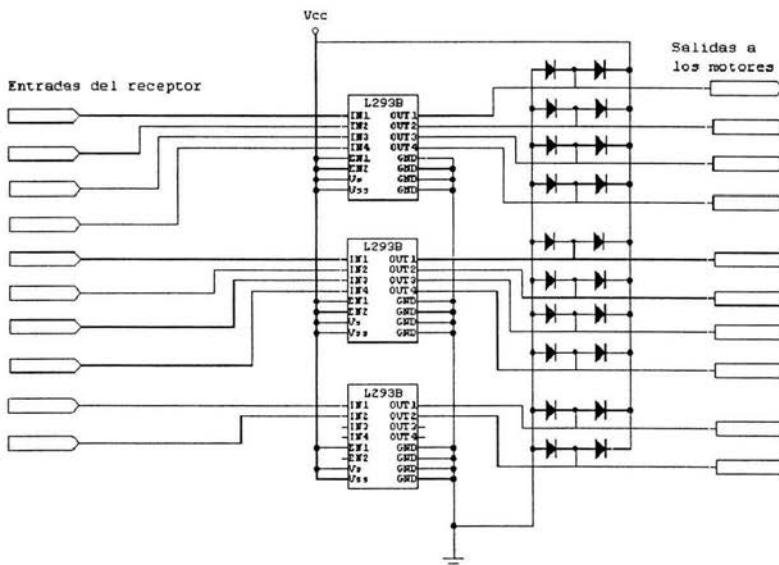 Vcc
Entradas del receptor
Salidas a
los motores
L293B
IN1 OUT1
IN2 OUT2
IN3 OUT3
IN4 OUT4
EN1 GND
EN2 GND
Vs GND
Vss GND
L293B
IN1 OUT1
IN2 OUT2
IN3 OUT3
IN4 OUT4
EN1 GND
EN2 GND
Vs GND
Vss GND
L293B
IN1 OUT1
IN2 OUT2
IN3 OUT3
IN4 OUT4
EN1 GND
EN2 GND
Vs GND
Vss GND